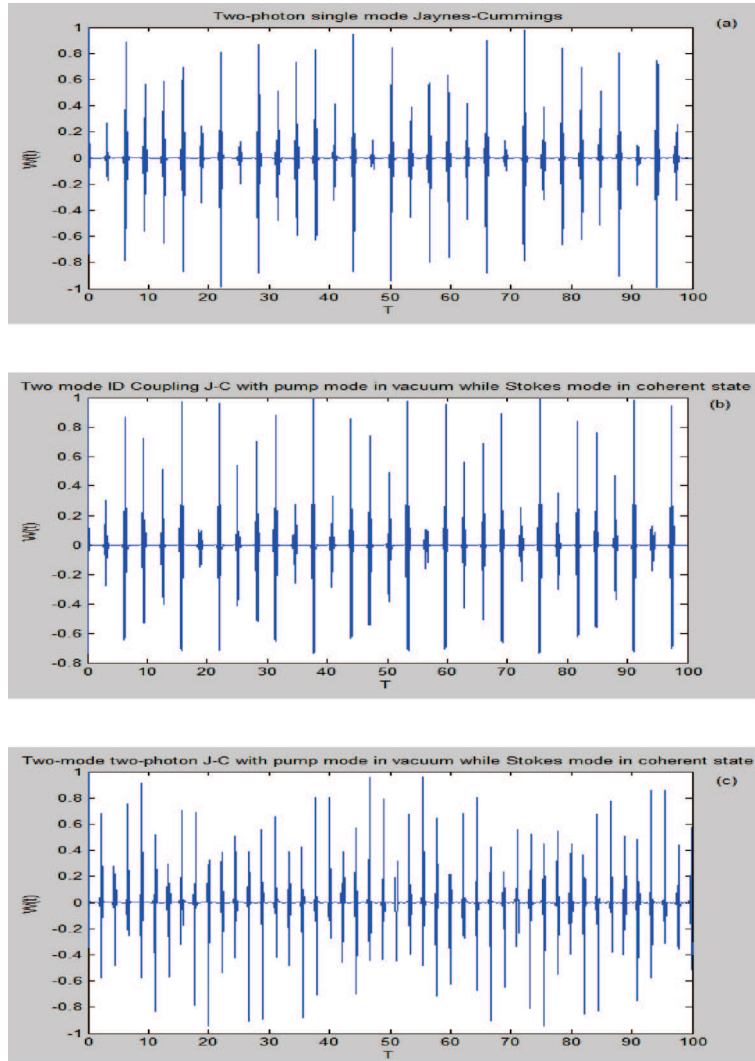 Two-photon single mode Jaynes-Cummings
(a)
1
0.8
0.6
0.4
0.2
0
-0.2
-0.4
-0.6
-0.8
-1
W(t)
0 10 20 30 40 50 60 70 80 90 100
T
Two mode ID Coupling J-C with pump mode in vacuum while Stokes mode in coherent state
(b)
1
0.8
0.6
0.4
0.2
0
-0.2
-0.4
-0.6
-0.8
W(t)
0 10 20 30 40 50 60 70 80 90 100
T
Two-mode two-photon J-C with pump mode in vacuum while Stokes mode in coherent state
(c)
1
0.8
0.6
0.4
0.2
0
-0.2
-0.4
-0.6
-0.8
-1
W(t)
0 10 20 30 40 50 60 70 80 90 100
T